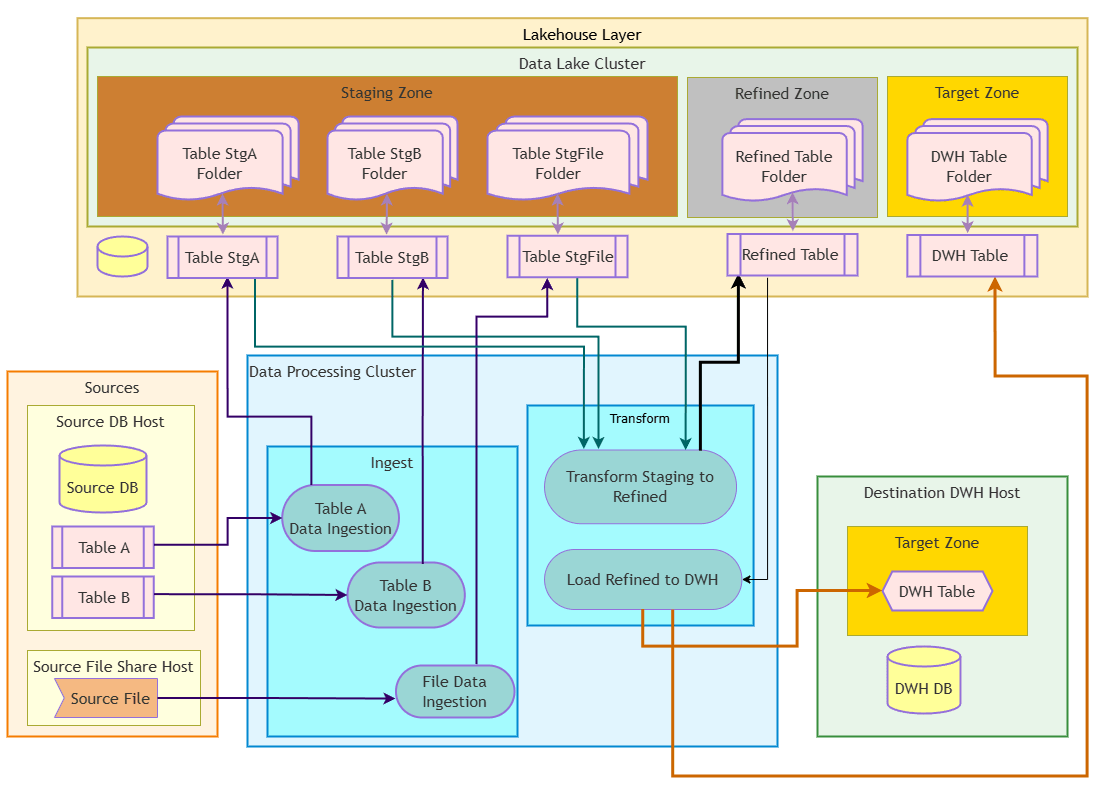 Lakehouse Layer
Data Lake Cluster
Staging Zone
Refined Zone
Target Zone
Table StgA
Folder
Table StgB
Folder
Table StgFile
Folder
Refined Table
Folder
DWH Table
Folder
Table StgA
Table StgB
Table StgFile
Refined Table
DWH Table
Data Processing Cluster
Sources
Source DB Host
Source DB
Table A
Table B
Source File Share Host
Source File
Ingest
Table A
Data Ingestion
Table B
Data Ingestion
File Data
Ingestion
Transform
Transform Staging to
Refined
Load Refined to DWH
Destination DWH Host
Target Zone
DWH Table
DWH DB